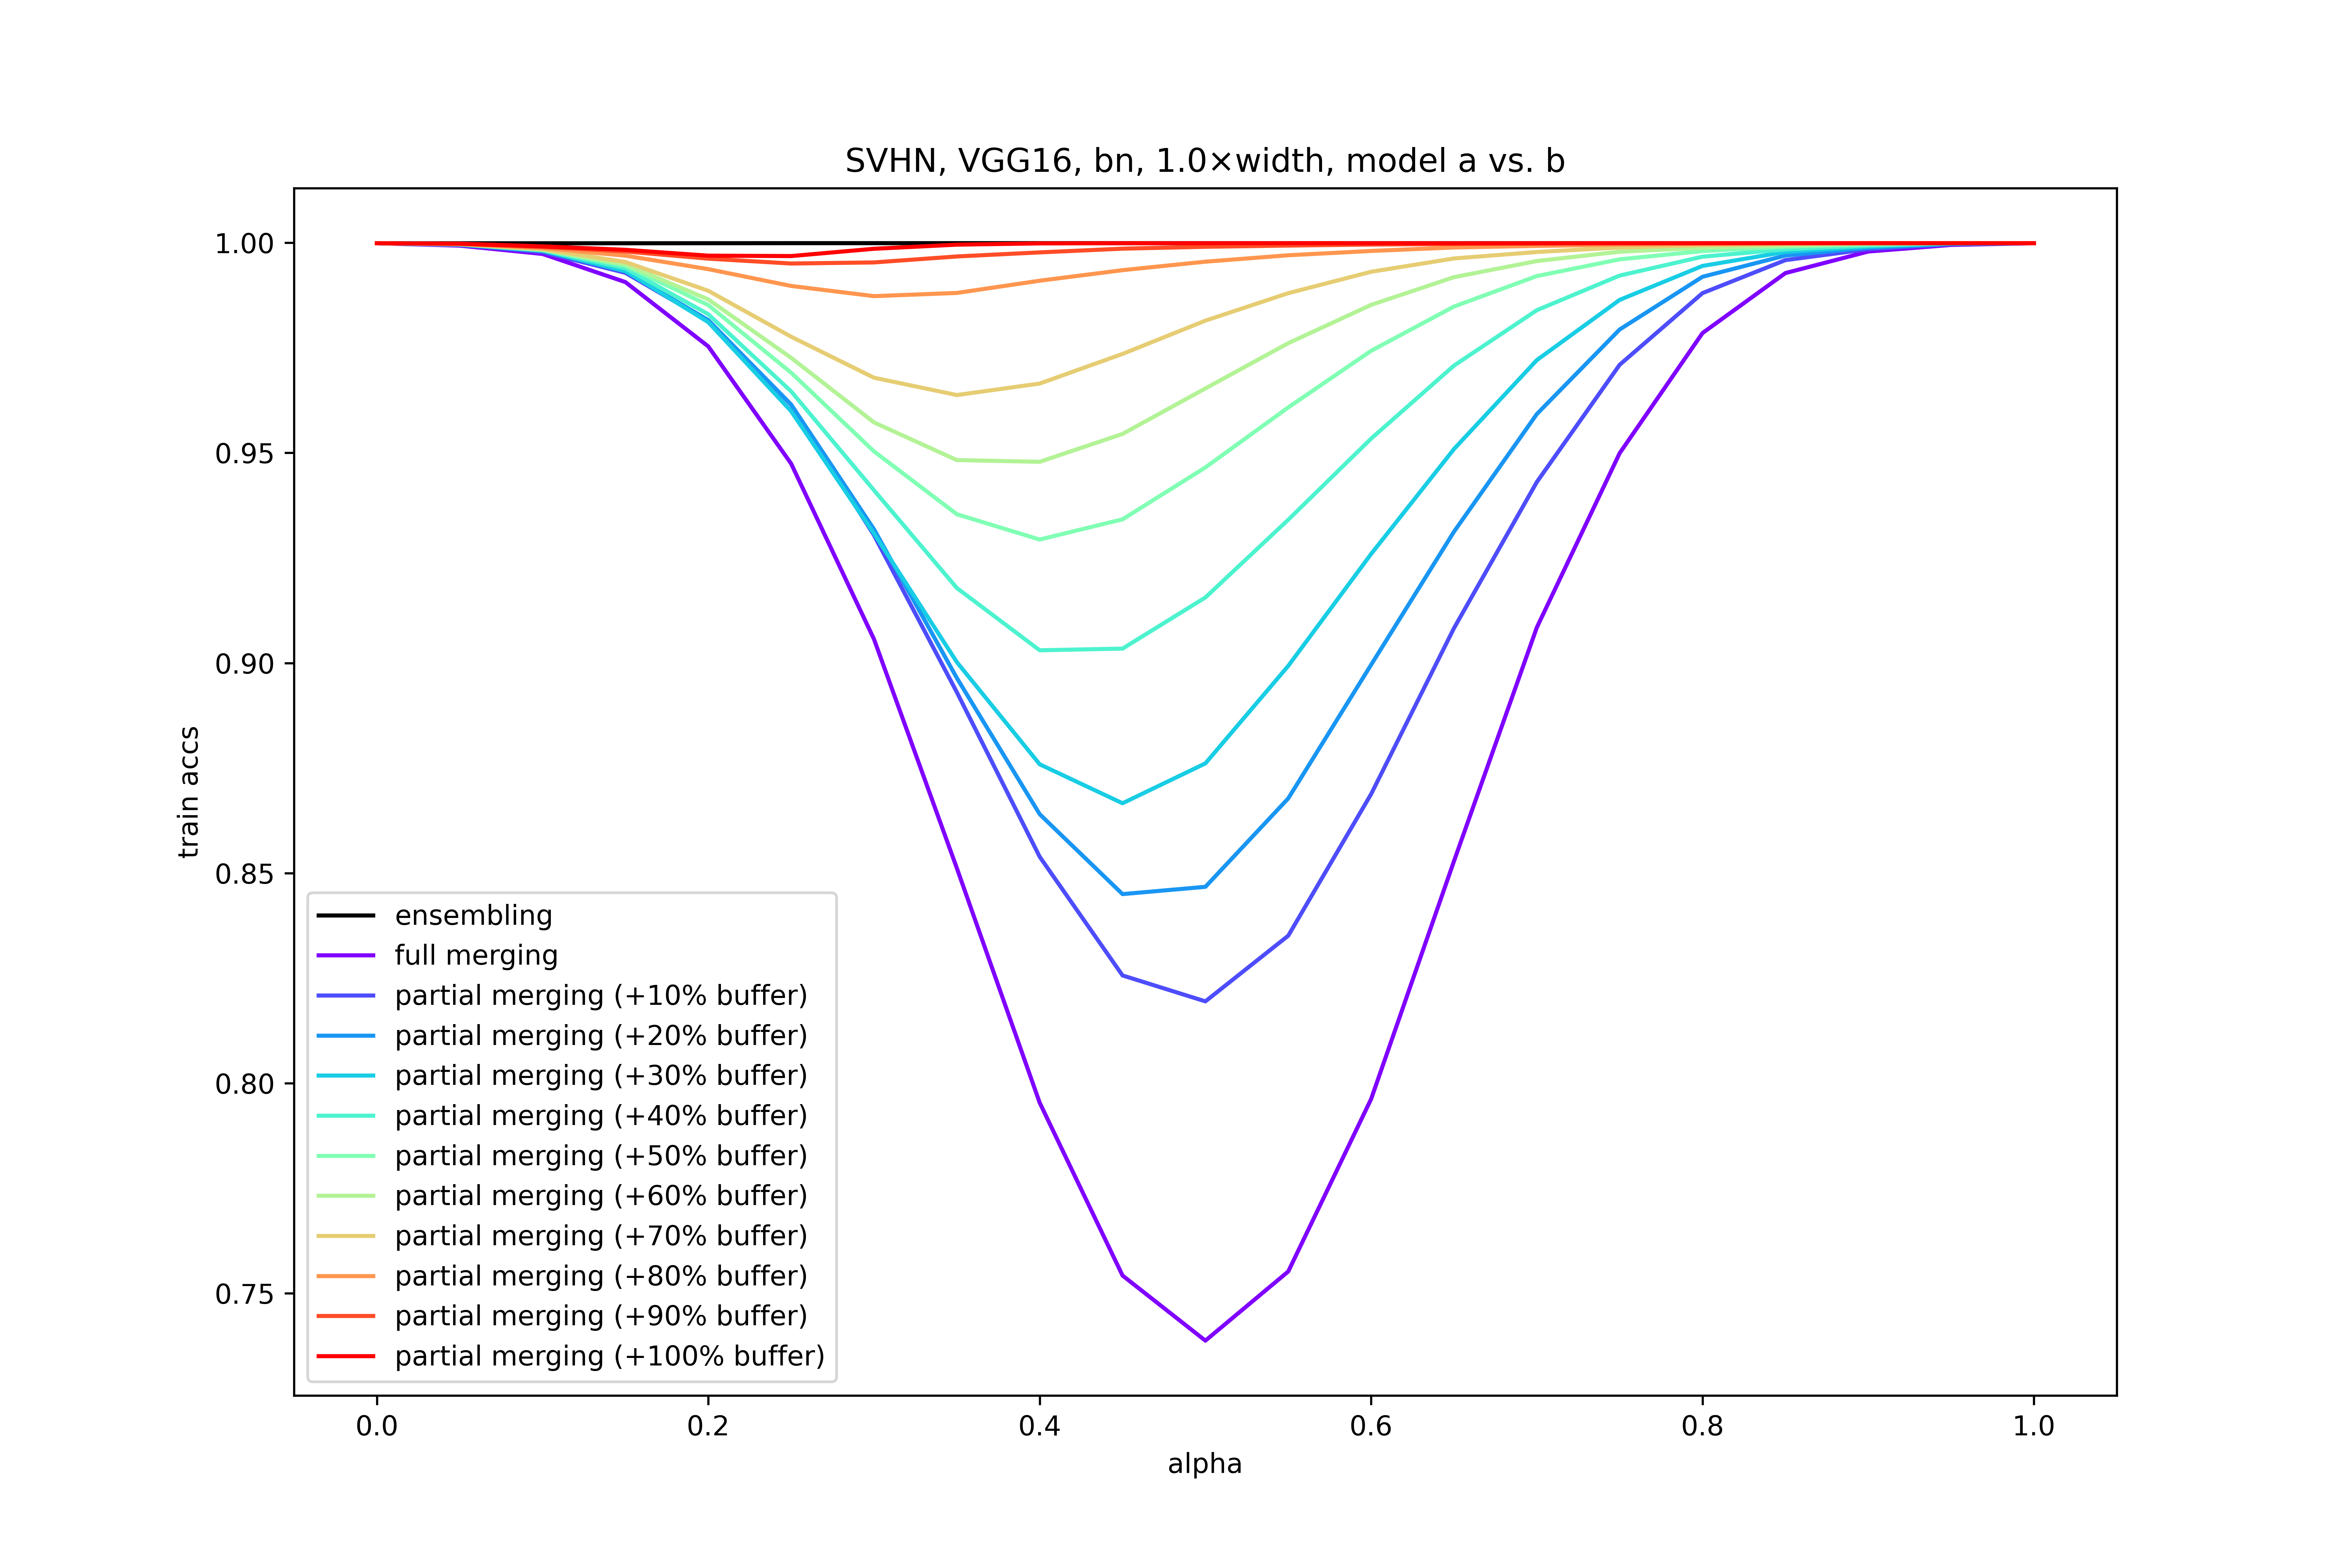 SVHN, VGG16, bn, 1.0×width, model a vs. b
1.00
0.95
0.90
0.85
0.80
0.75
train accs
ensembling
full merging
partial merging (+10% buffer)
partial merging (+20% buffer)
partial merging (+30% buffer)
partial merging (+40% buffer)
partial merging (+50% buffer)
partial merging (+60% buffer)
partial merging (+70% buffer)
partial merging (+80% buffer)
partial merging (+90% buffer)
partial merging (+100% buffer)
0.0 0.2 0.4 0.6 0.8 1.0
alpha